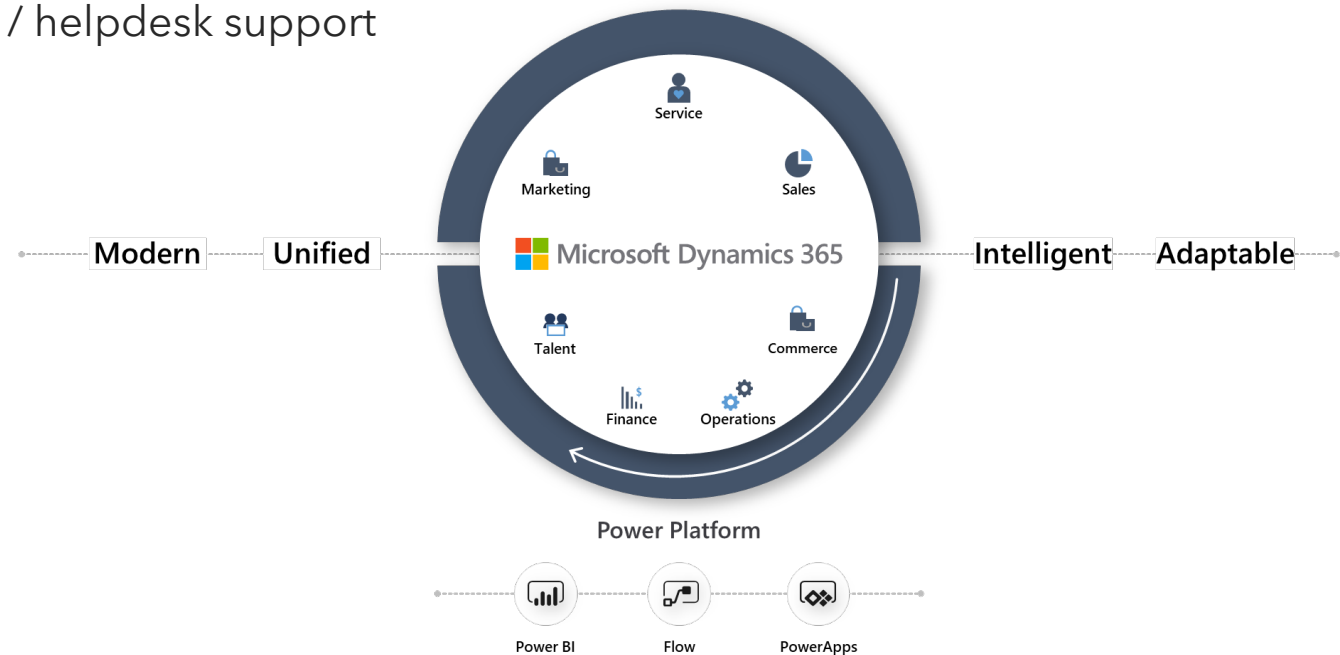 / helpdesk support
Service
Marketing
Sales
Modern
Unified
Microsoft Dynamics 365
Intelligent
Adaptable
Talent
Commerce
Finance
Operations
Power Platform
Power BI
Flow
PowerApps